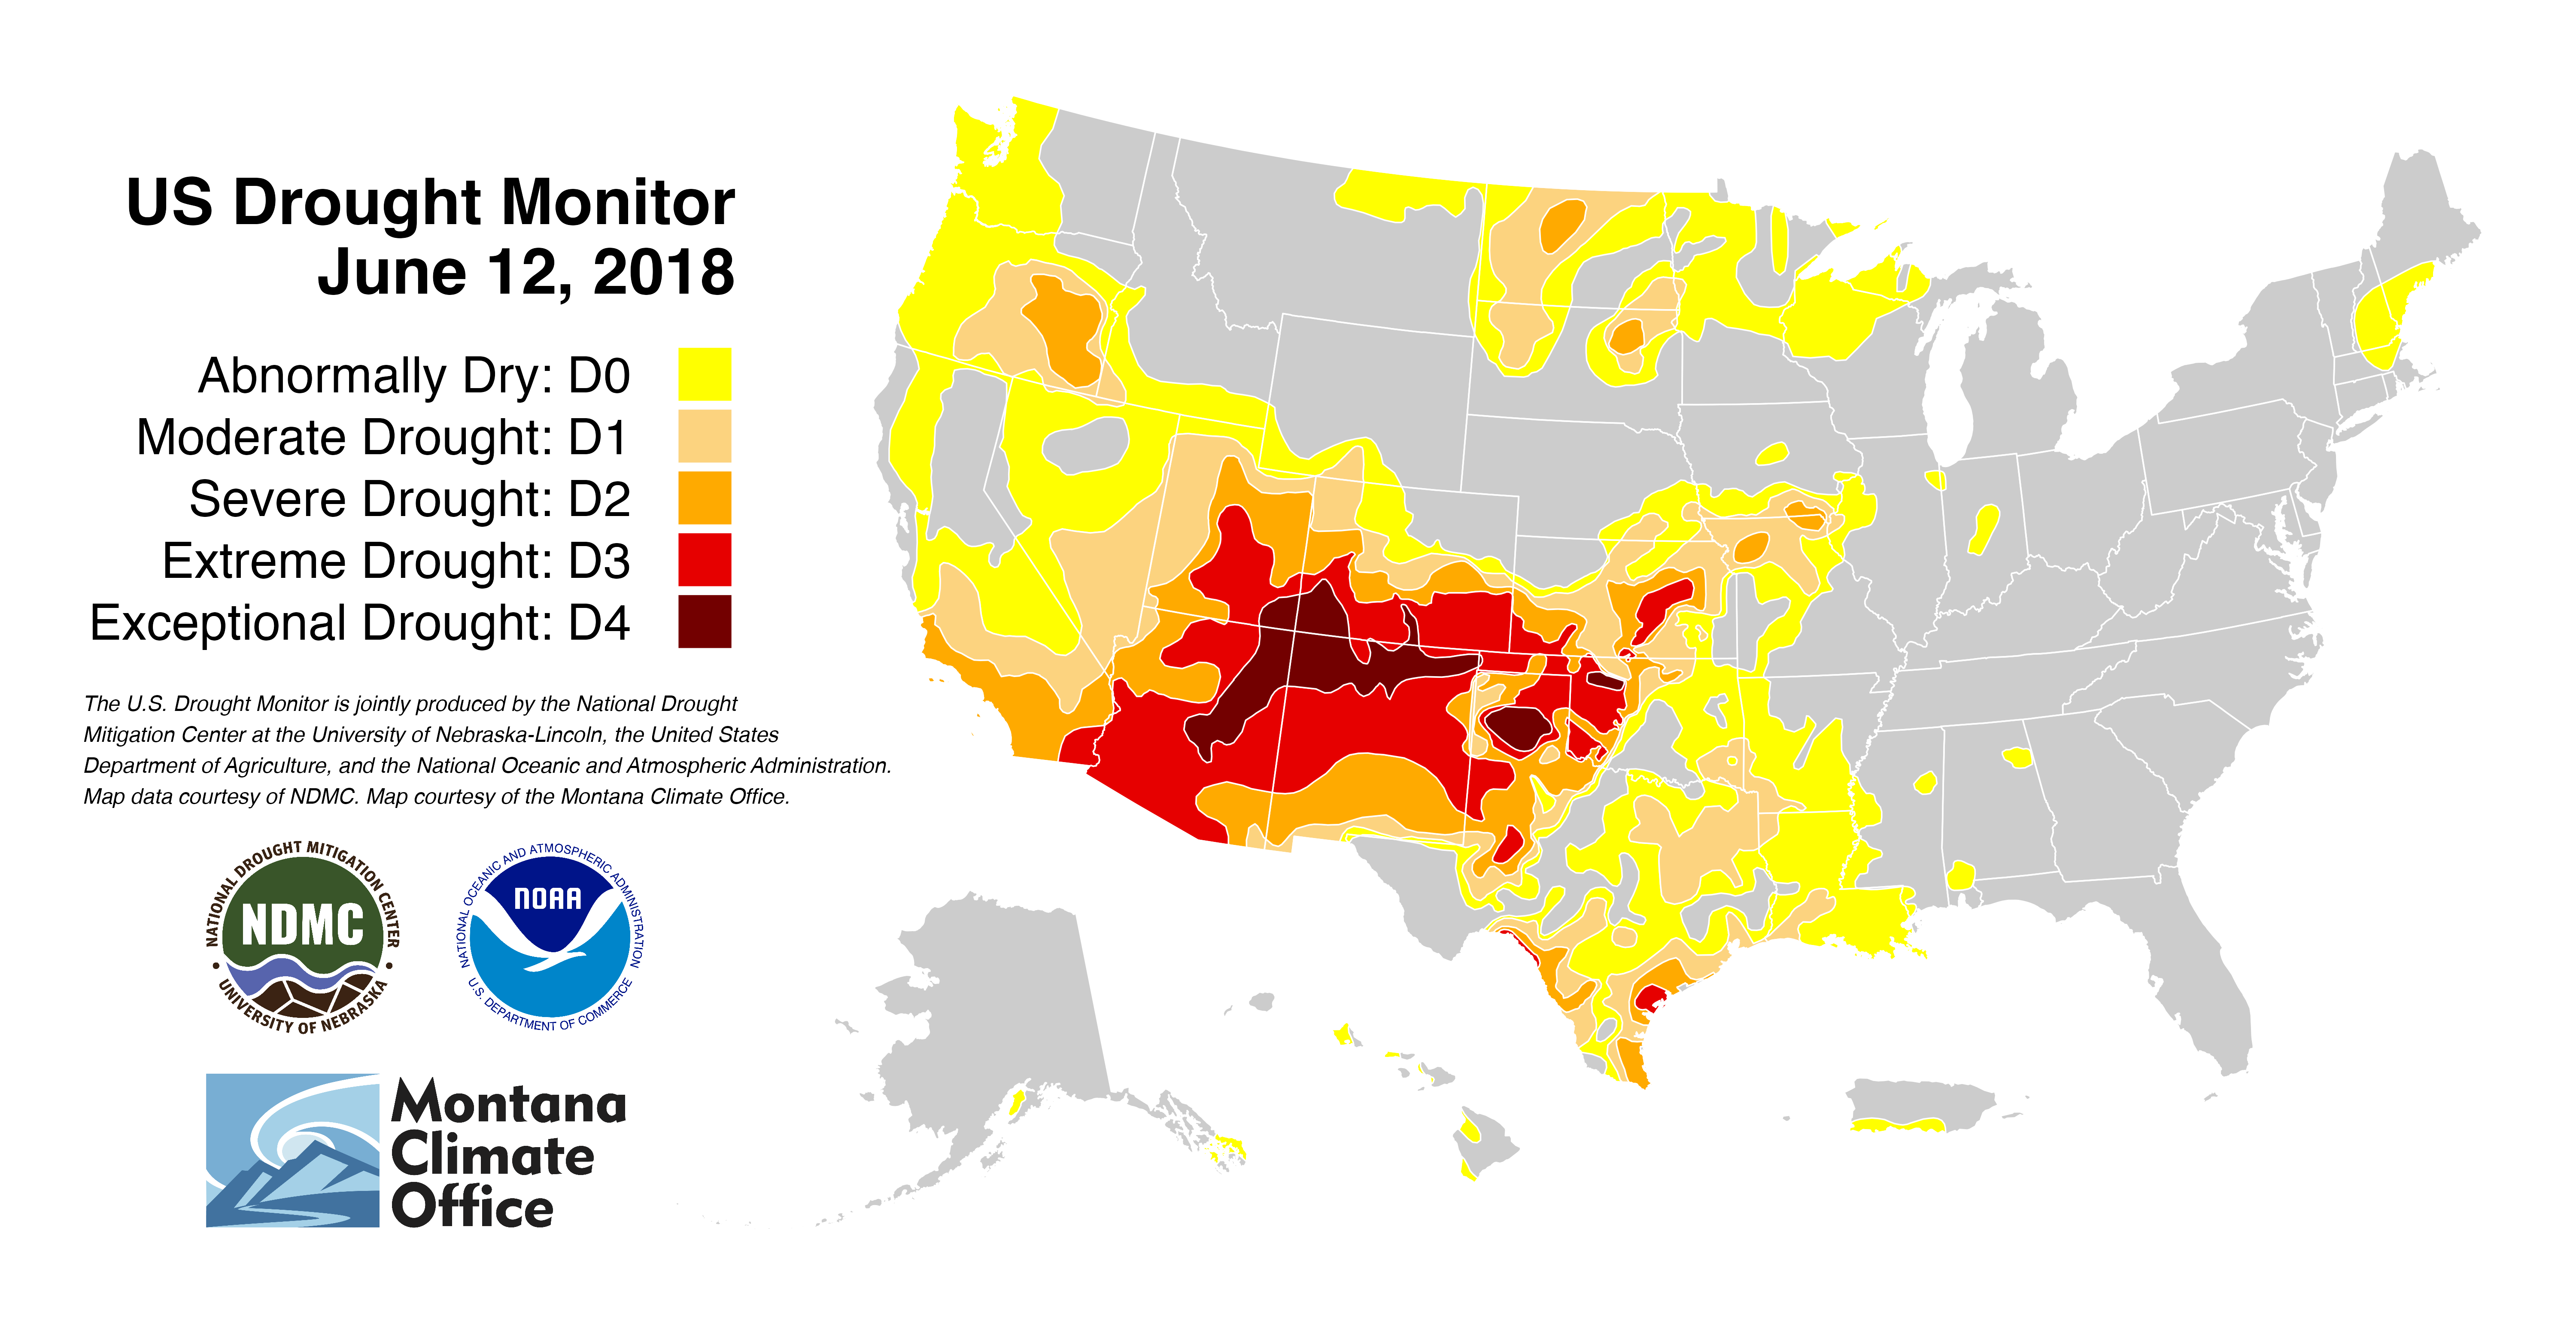 US Drought Monitor
June 12, 2018
Abnormally Dry: D0
Moderate Drought: D1
Severe Drought: D2
Extreme Drought: D3
Exceptional Drought: D4
The U.S. Drought Monitor is jointly produced by the National Drought
Mitigation Center at the University of Nebraska-Lincoln, the United States
Department of Agriculture, and the National Oceanic and Atmospheric Administration.
Map data courtesy of NDMC. Map courtesy of the Montana Climate Office.
NATIONAL DROUGHT MITIGATION CENTER
NDMC
• UNIVERSITY OF NEBRASKA •
NATIONAL OCEANIC AND ATMOSPHERIC ADMINISTRATION
NOAA
U.S. DEPARTMENT OF COMMERCE
Montana
Climate
Office